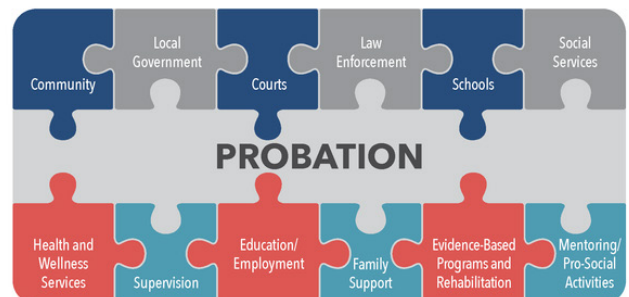 Community
Local
Government
Courts
Law
Enforcement
Schools
Social
Services
PROBATION
Health and
Wellness
Services
Supervision
Education/
Employment
Family
Support
Evidence-Based
Programs and
Rehabilitation
Mentoring/
Pro-Social
Activities